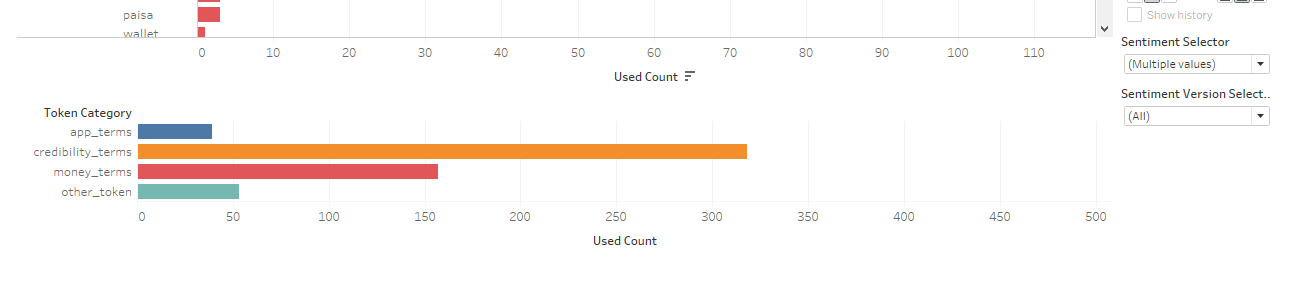 paisa
Show history
wallet
0 10 20 30 40 50 60 70 80 90 100 110
Used Count
Sentiment Selector
(Multiple values)
Sentiment Version Select..
(All)
Token Category
app_terms
credibility_terms
money_terms
other_token
0 50 100 150 200 250 300 350 400 450 500
Used Count